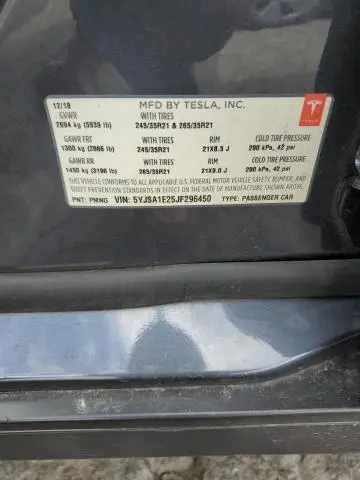 12/18 MFD BY TESLA, INC.
GVWR WITH TIRES
2694 kg (5939 lb) 245/35R21 & 265/35R21
GAWR FRT WITH TIRES RIM COLD TIRE PRESSURE
1300 kg (2866 lb) 245/35R21 21X8.5 J 290 kPa, 42 psi
GAWR RR WITH TIRES RIM COLD TIRE PRESSURE
1450 kg (3196 lb) 265/35R21 21X9.0 J 290 kPa, 42 psi
THIS VEHICLE CONFORMS TO ALL APPLICABLE
U.S. FEDERAL MOTOR VEHICLE SAFETY, BUMPER, AND
THEFT PREVENTION STANDARDS IN EFFECT ON
THE DATE OF MANUFACTURE SHOWN ABOVE.
PNT: PMNG VIN: 5YJSA1E25JF296450 TYPE: PASSENGER CAR
TESLA